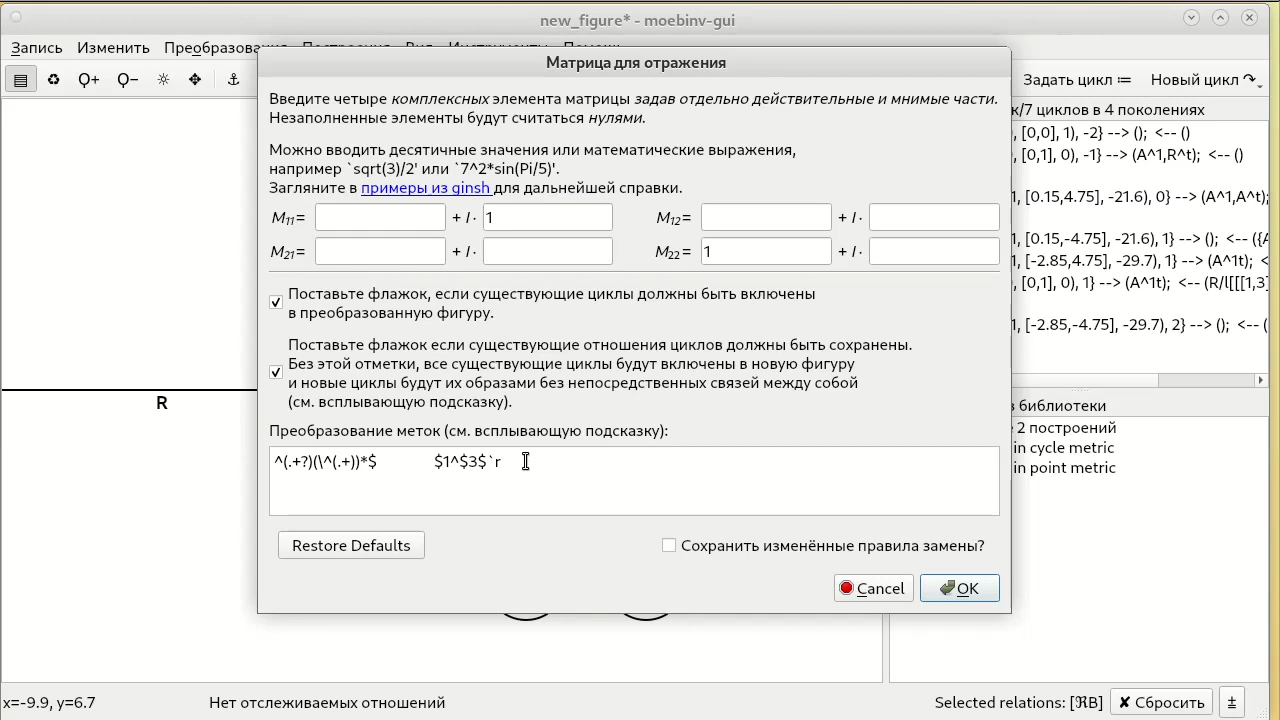 new_figure* - moebinv-gui
Запись Изменить Преобразования Построения Вид Инструменты Помощь
Задать цикл Новый цикл
Матрица для отражения
Введите четыре комплексных элемента матрицы задав отдельно действительные и мнимые части.
Незаполненные элементы будут считаться нулями.
Можно вводить десятичные значения или математические выражения,
например `sqrt(3)/2' или `7^2*sin(Pi/5)'.
Загляните в примеры из ginsh для дальнейшей справки.
M11= + I· 1 M12= + I·
M21= + I· M22= 1 + I·
Поставьте флажок, если существующие циклы должны быть включены
в преобразованную фигуру.
Поставьте флажок если существующие отношения циклов должны быть сохранены.
Без этой отметки, все существующие циклы будут включены в новую фигуру
и новые циклы будут их образами без непосредственных связей между собой
(см. всплывающую подсказку).
Преобразование меток (см. всплывающую подсказку):
^(.+?)(\^(.+))*$ $1^$3$`r
Restore Defaults
Сохранить изменённые правила замены?
Cancel OK
R
к/7 циклов в 4 поколениях
, [0,0], 1), -2} --> (); <-- ()
, [0,1], 0), -1} --> (A^1,R^t); <-- ()
1, [0.15,4.75], -21.6), 0} --> (A^1,A^t);
1, [0.15,-4.75], -21.6), 1} --> (); <-- ({A
1, [-2.85,4.75], -29.7), 1} --> (A^1t); <
, [0,1], 0), 1} --> (A^1t); <-- (R/l[[[1,3]
1, [-2.85,-4.75], -29.7), 2} --> (); <-- (
з библиотеки
2 построений
in cycle metric
in point metric
x=-9.9, y=6.7
Нет отслеживаемых отношений
Selected relations: [ℜB]
✘ Сбросить
±